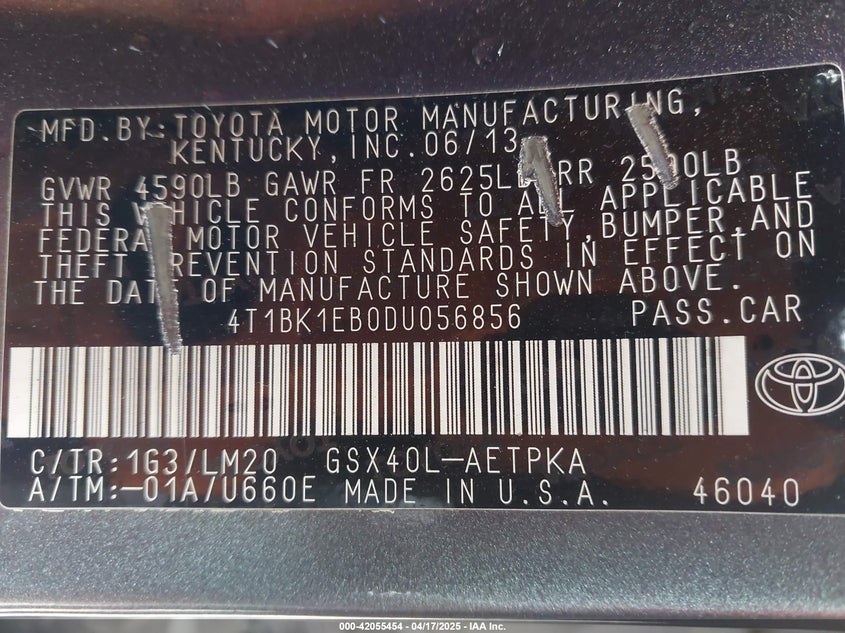 MFD.BY:TOYOTA MOTOR MANUFACTURING,
KENTUCKY,INC.06/13
GVWR 4590LB GAWR FR 2625LB RR 2590LB
THIS VEHICLE CONFORMS TO ALL APPLICABLE
FEDERAL MOTOR VEHICLE SAFETY,BUMPER,AND
THEFT PREVENTION STANDARDS IN EFFECT ON
THE DATE OF MANUFACTURE SHOWN ABOVE.
4T1BK1EB0DU056856 PASS.CAR
C/TR:1G3/LM20 GSX40L-AETPKA
A/TM:-01A/U660E MADE IN U.S.A. 46040
000-42055454 - 04/17/2025 - IAA Inc.